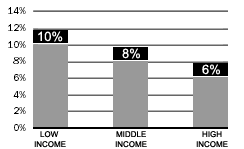 14%
12%
10%
8%
6%
4%
2%
0%
10%
8%
6%
LOW
INCOME
MIDDLE
INCOME
HIGH
INCOME